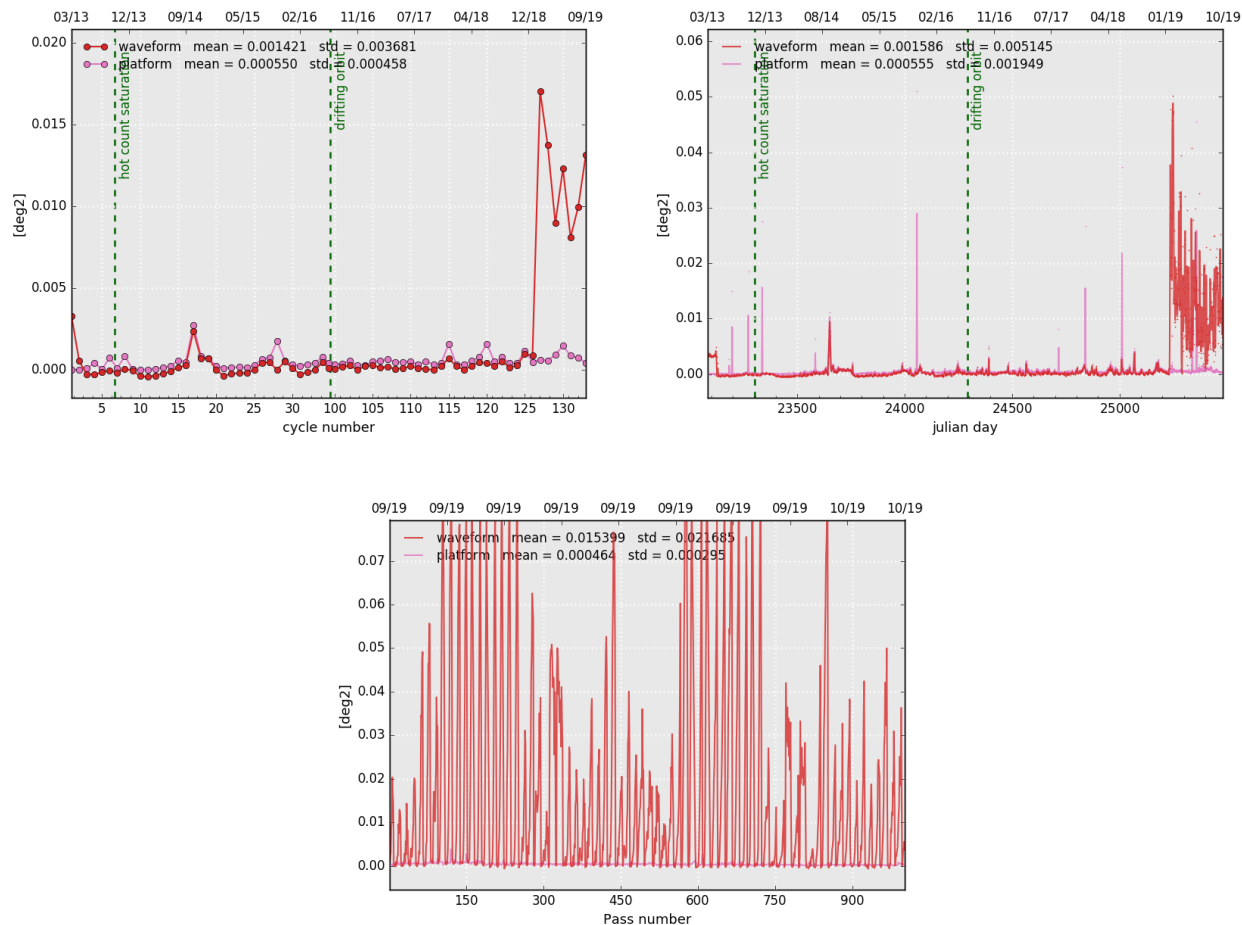 03/13 12/13 09/14 05/15 02/16 11/16 07/17 04/18 12/18 09/19
waveform mean = 0.001421 std = 0.003681
platform mean = 0.000550 std = 0.000458
hot count saturation
drifting orbit
0.020
0.015
0.010
0.005
0.000
[deg2]
5 10 15 20 25 30 100 105 110 115 120 125 130
cycle number
03/13 12/13 08/14 05/15 02/16 11/16 07/17 04/18 01/19 10/19
waveform mean = 0.001586 std = 0.005145
platform mean = 0.000555 std = 0.001949
hot count saturation
drifting orbit
0.06
0.05
0.04
0.03
0.02
0.01
0.00
[deg2]
23500 24000 24500 25000
julian day
09/19 09/19 09/19 09/19 09/19 09/19 09/19 09/19 10/19 10/19
waveform mean = 0.015399 std = 0.021685
platform mean = 0.000464 std = 0.000295
0.07
0.06
0.05
0.04
0.03
0.02
0.01
0.00
[deg2]
150 300 450 600 750 900
Pass number